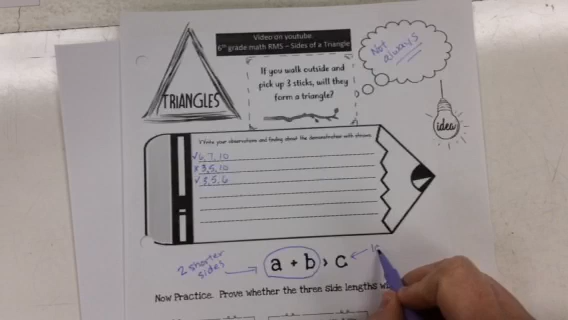 Video on youtube
6th grade math RMS - Sides of a Triangle
Not
always
TRIANGLES
If you walk outside and
pick up 3 sticks, will they
form a triangle?
idea
Write your observations and finding about the demonstration with straws.
✓ 6, 7, 10
x 3, 5, 10
✓ 3, 5, 6
2 shorter
sides
a + b > c
Now Practice. Prove whether the three side lengths